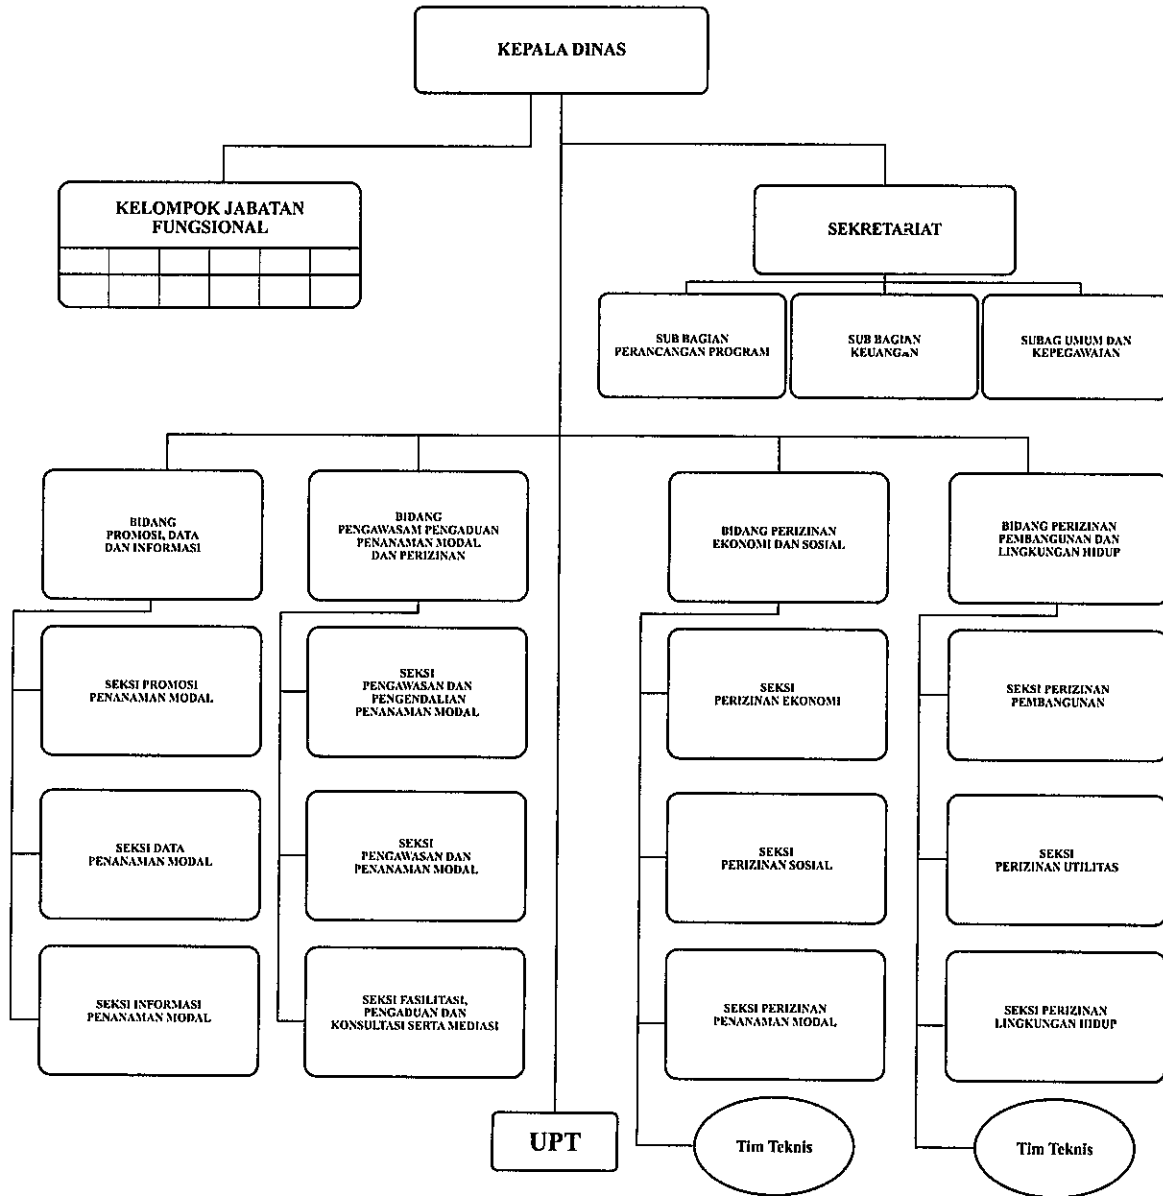 KEPALA DINAS
KELOMPOK JABATAN
FUNGSIONAL
SEKRETARIAT
SUB BAGIAN
PERANCANGAN PROGRAM
SUB BAGIAN
KEUANGAN
SUBAG UMUM DAN
KEPEGAWAIAN
BIDANG
PROMOSI, DATA
DAN INFORMASI
BIDANG
PENGAWASAM PENGADUAN
PENANAMAN MODAL
DAN PERIZINAN
BIDANG PERIZINAN
EKONOMI DAN SOSIAL
BIDANG PERIZINAN
PEMBANGUNAN DAN
LINGKUNGAN HIDUP
SEKSI PROMOSI
PENANAMAN MODAL
SEKSI
PENGAWASAN DAN
PENGENDALIAN
PENANAMAN MODAL
SEKSI
PERIZINAN EKONOMI
SEKSI PERIZINAN
PEMBANGUNAN
SEKSI DATA
PENANAMAN MODAL
SEKSI
PENGAWASAN DAN
PENANAMAN MODAL
SEKSI
PERIZINAN SOSIAL
SEKSI
PERIZINAN UTILITAS
SEKSI INFORMASI
PENANAMAN MODAL
SEKSI FASILITASI,
PENGADUAN DAN
KONSULTASI SERTA MEDIASI
SEKSI PERIZINAN
PENANAMAN MODAL
SEKSI PERIZINAN
LINGKUNGAN HIDUP
UPT
Tim Teknis
Tim Teknis